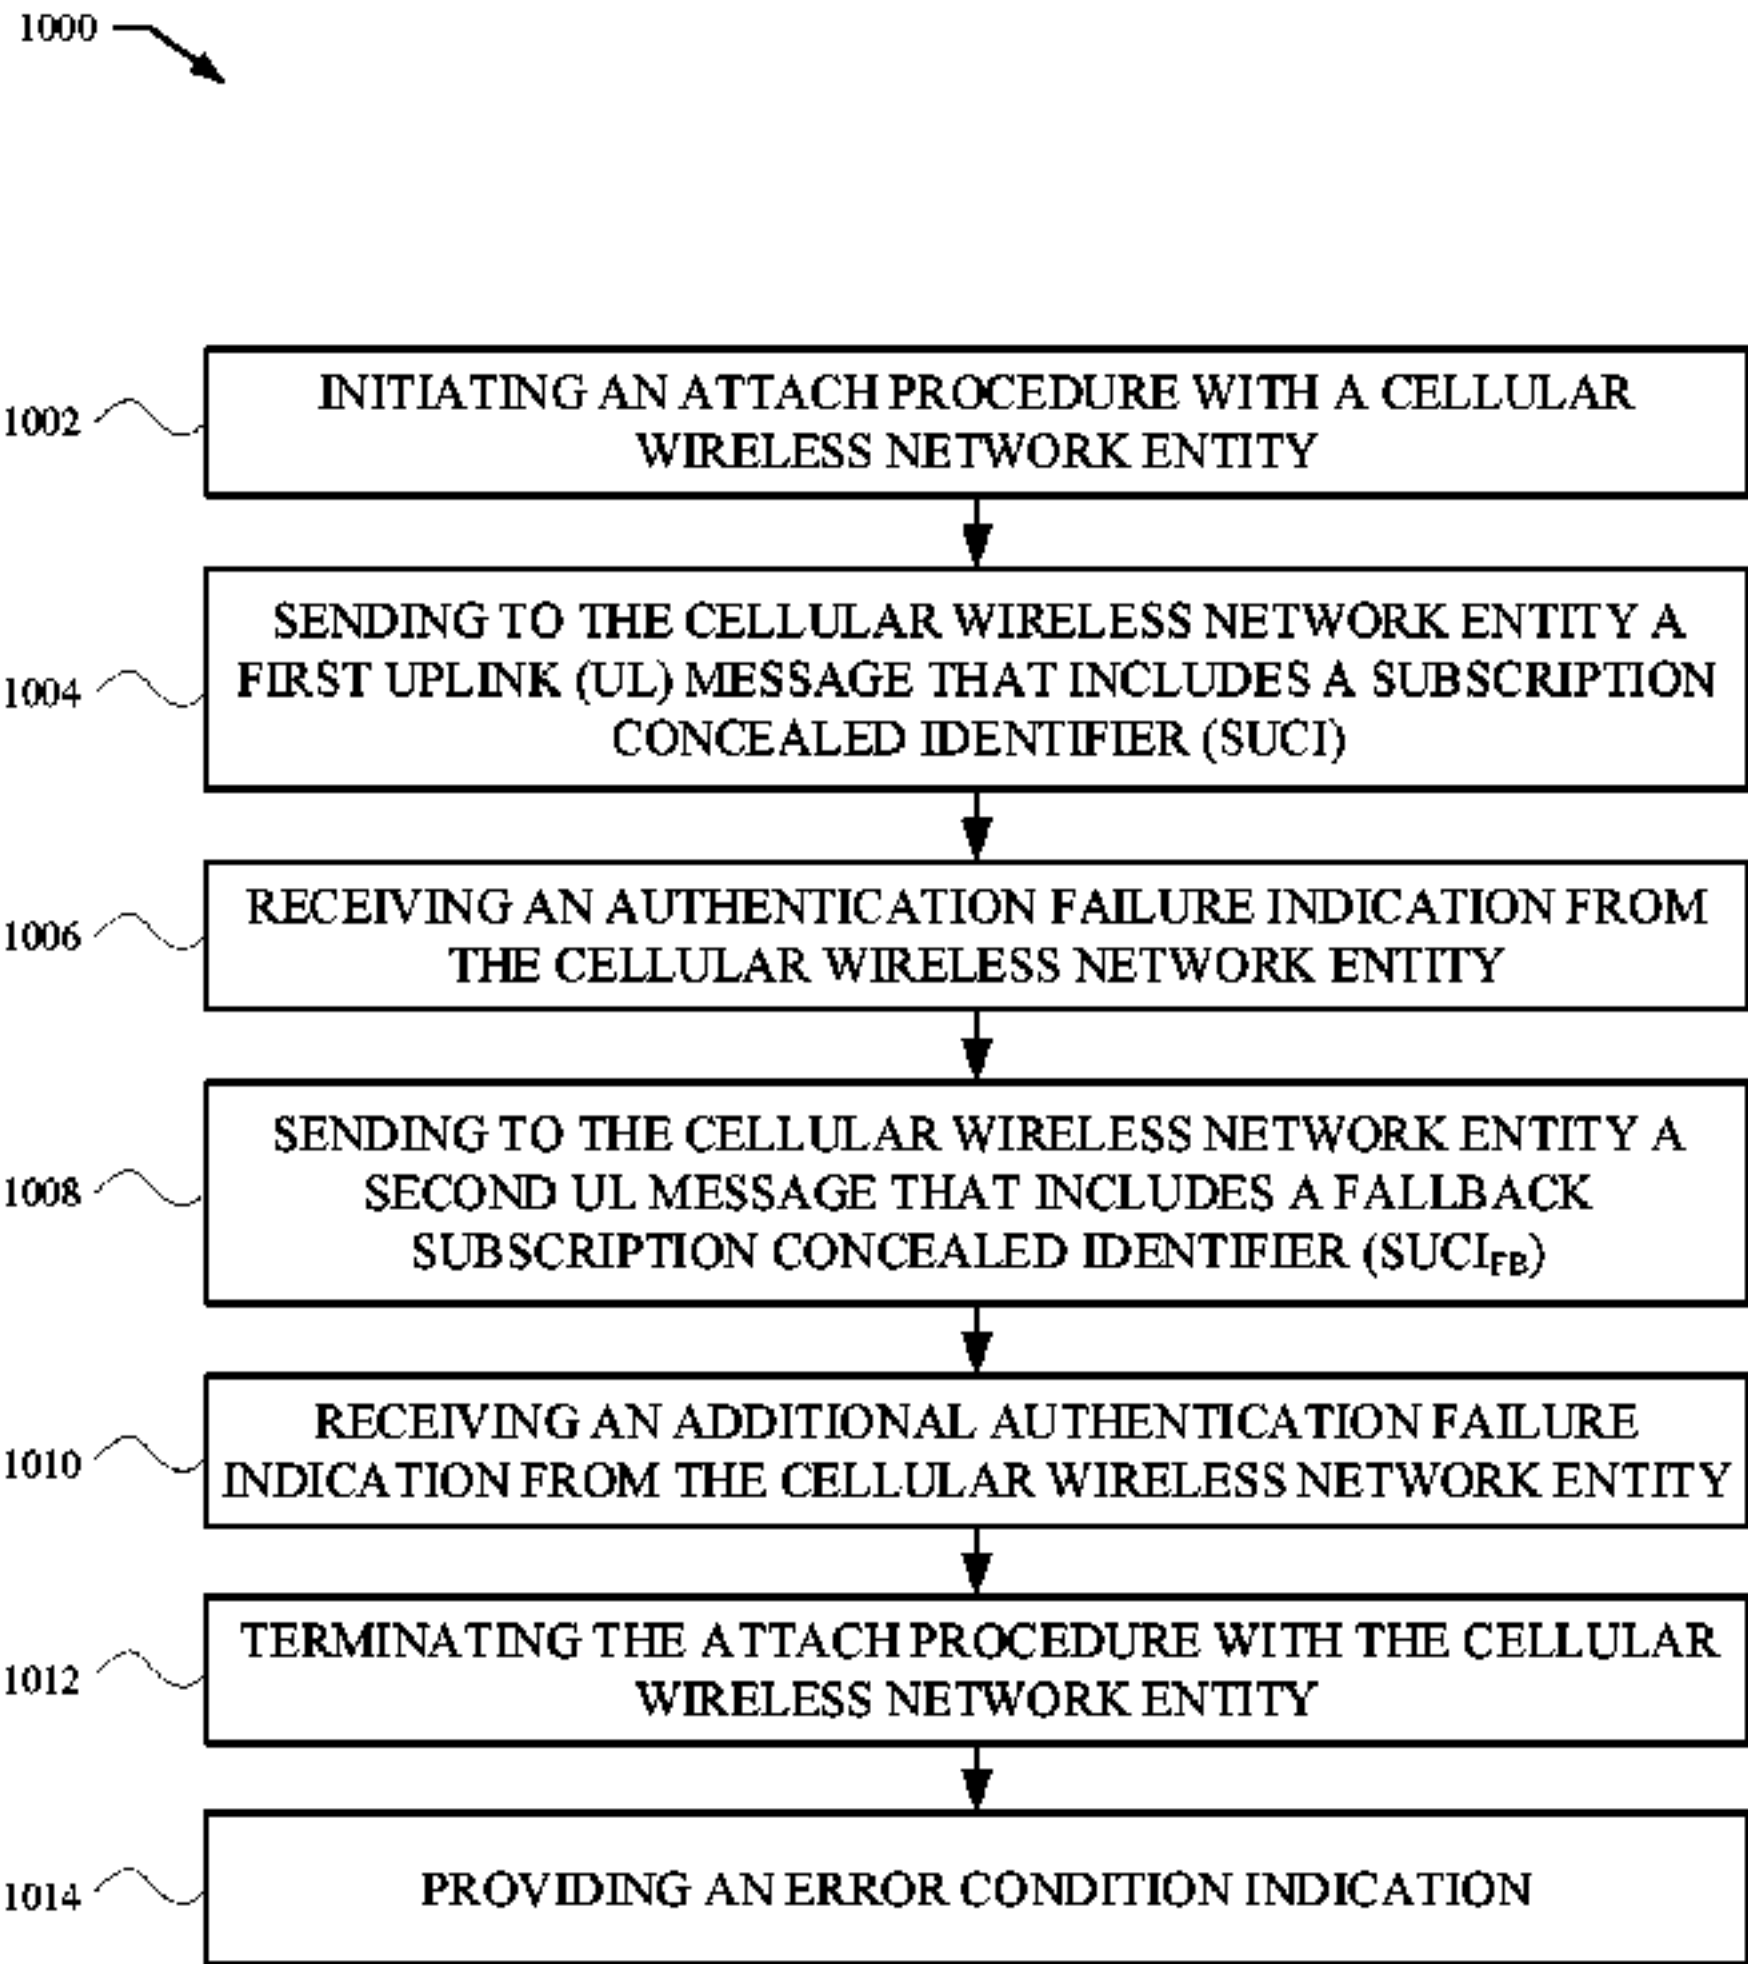 1000
1002
INITIATING AN ATTACH PROCEDURE WITH A CELLULAR
WIRELESS NETWORK ENTITY
1004
SENDING TO THE CELLULAR WIRELESS NETWORK ENTITY A
FIRST UPLINK (UL) MESSAGE THAT INCLUDES A SUBSCRIPTION
CONCEALED IDENTIFIER (SUCI)
1006
RECEIVING AN AUTHENTICATION FAILURE INDICATION FROM
THE CELLULAR WIRELESS NETWORK ENTITY
1008
SENDING TO THE CELLULAR WIRELESS NETWORK ENTITY A
SECOND UL MESSAGE THAT INCLUDES A FALLBACK
SUBSCRIPTION CONCEALED IDENTIFIER (SUCIFB)
1010
RECEIVING AN ADDITIONAL AUTHENTICATION FAILURE
INDICATION FROM THE CELLULAR WIRELESS NETWORK ENTITY
1012
TERMINATING THE ATTACH PROCEDURE WITH THE CELLULAR
WIRELESS NETWORK ENTITY
1014
PROVIDING AN ERROR CONDITION INDICATION